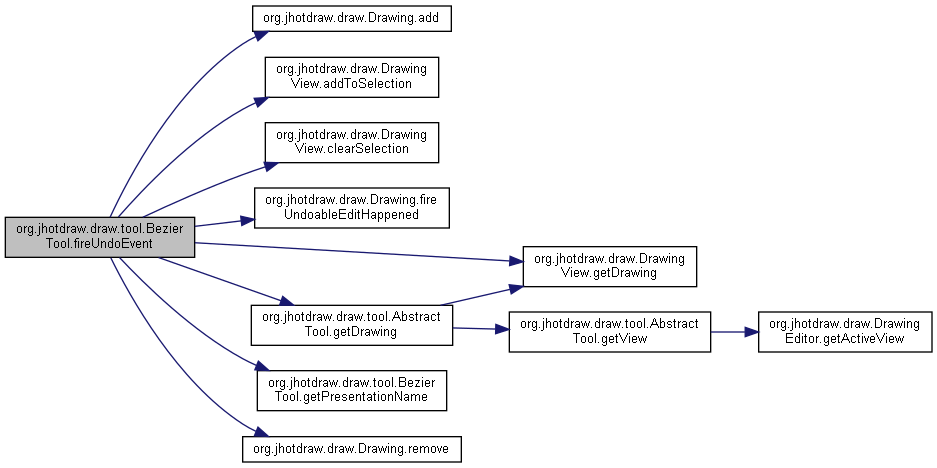 org.jhotdraw.draw.Drawing.add
org.jhotdraw.draw.Drawing
View.addToSelection
org.jhotdraw.draw.Drawing
View.clearSelection
org.jhotdraw.draw.Drawing.fire
UndoableEditHappened
org.jhotdraw.draw.tool.Bezier
Tool.fireUndoEvent
org.jhotdraw.draw.Drawing
View.getDrawing
org.jhotdraw.draw.tool.Abstract
Tool.getDrawing
org.jhotdraw.draw.tool.Abstract
Tool.getView
org.jhotdraw.draw.Drawing
Editor.getActiveView
org.jhotdraw.draw.tool.Bezier
Tool.getPresentationName
org.jhotdraw.draw.Drawing.remove